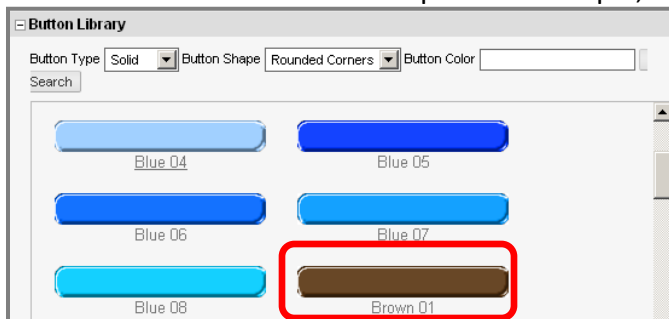 Button Library
Button Type Solid Button Shape Rounded Corners Button Color
Search
Blue 04 Blue 05
Blue 06 Blue 07
Blue 08 Brown 01